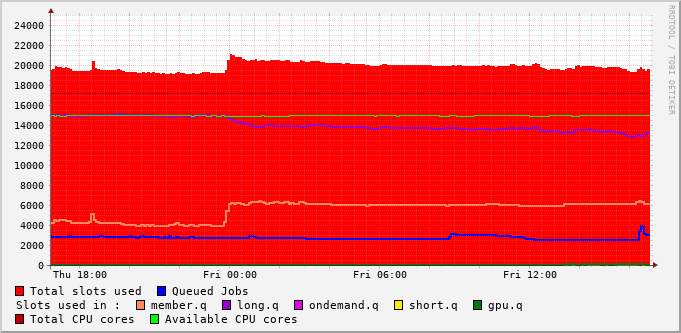 24000
22000
20000
18000
16000
14000
12000
10000
8000
6000
4000
2000
0
Thu 18:00 Fri 00:00 Fri 06:00 Fri 12:00
RRDTOOL / TOBI OETIKER
Total slots used Queued Jobs
Slots used in : member.q long.q ondemand.q short.q gpu.q
Total CPU cores Available CPU cores